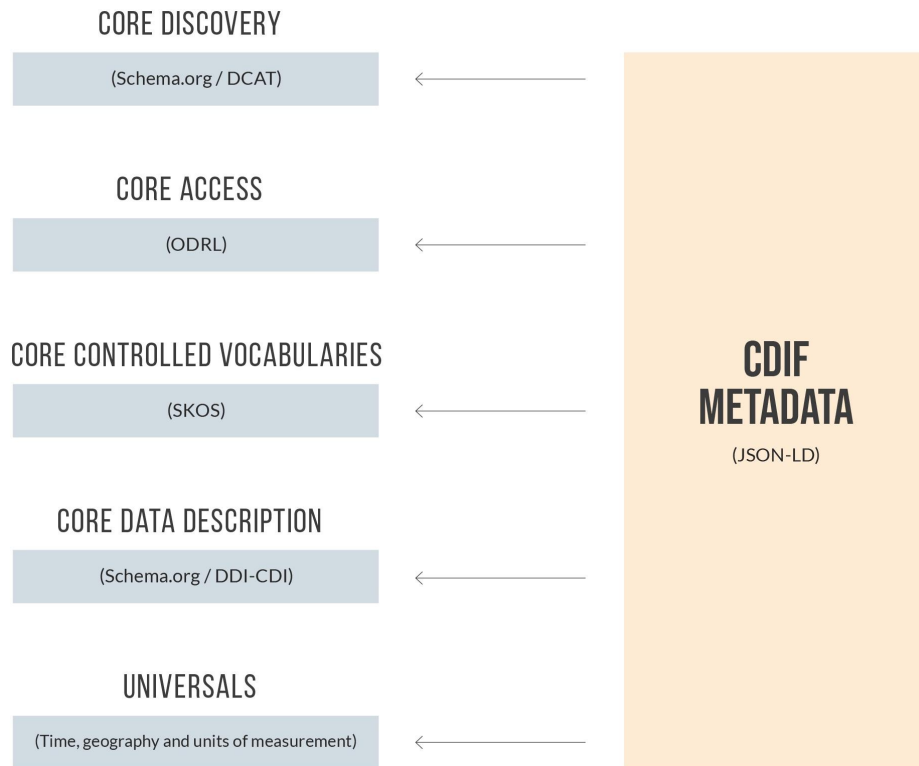 CORE DISCOVERY
(Schema.org / DCAT)
CORE ACCESS
(ODRL)
CORE CONTROLLED VOCABULARIES
(SKOS)
CORE DATA DESCRIPTION
(Schema.org / DDI-CDI)
UNIVERSALS
(Time, geography and units of measurement)
CDIF
METADATA
(JSON-LD)